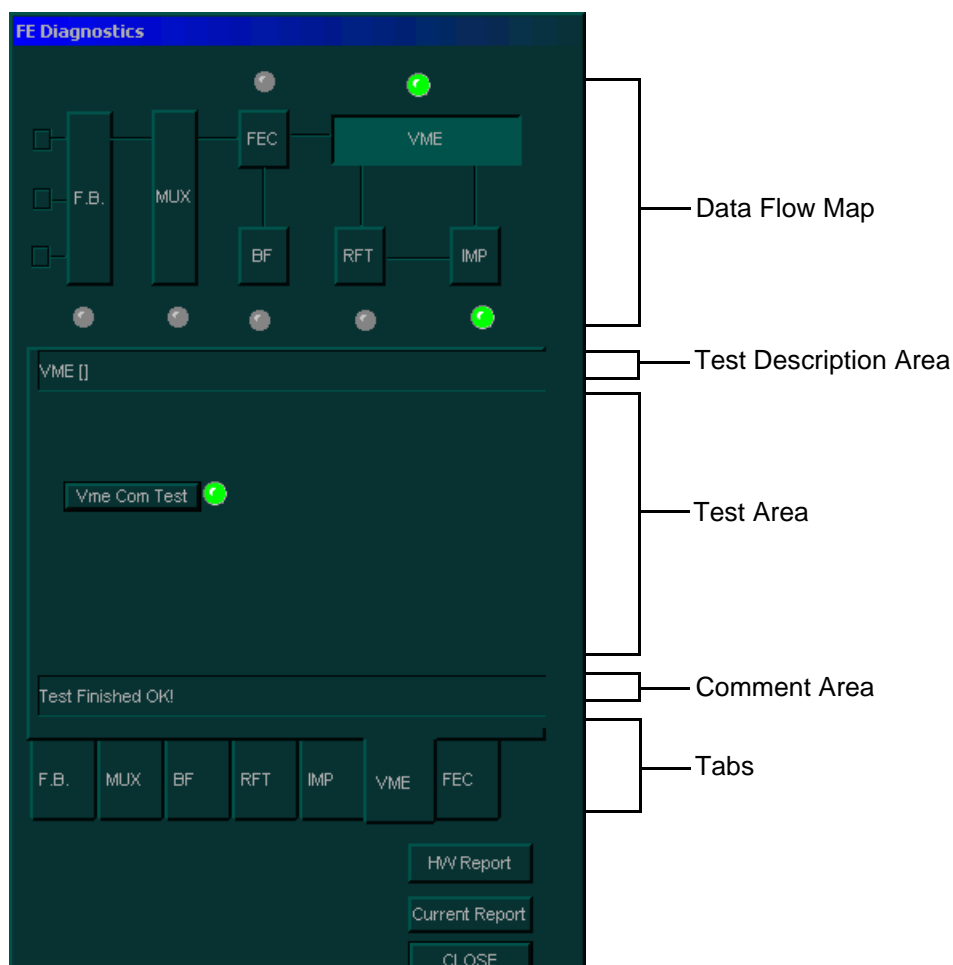 FE Diagnostics
FEC
VME
F.B.
MUX
BF
RFT
IMP
Data Flow Map
VME []
Test Description Area
Vme Com Test
Test Area
Test Finished OK!
Comment Area
F.B.
MUX
BF
RFT
IMP
VME
FEC
Tabs
HW Report
Current Report
CLOSE